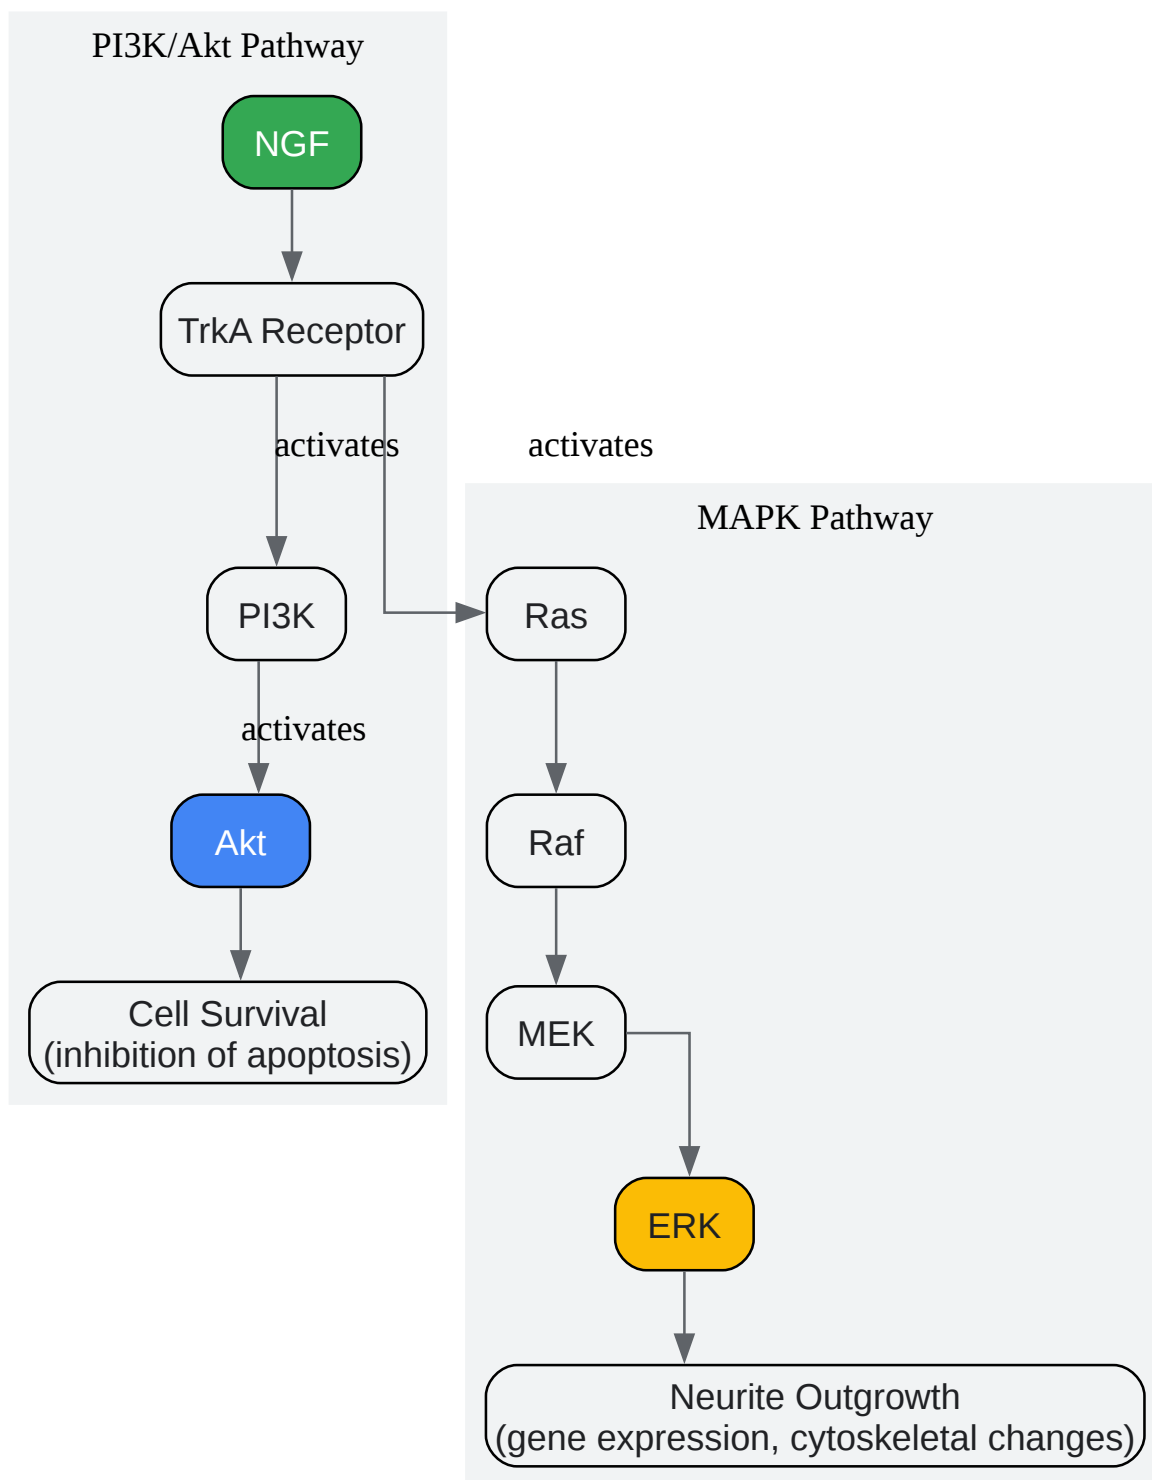 PI3K/Akt Pathway
NGF
TrkA Receptor
activates
activates
MAPK Pathway
PI3K
Ras
activates
Akt
Raf
Cell Survival
(inhibition of apoptosis)
MEK
ERK
Neurite Outgrowth
(gene expression, cytoskeletal changes)